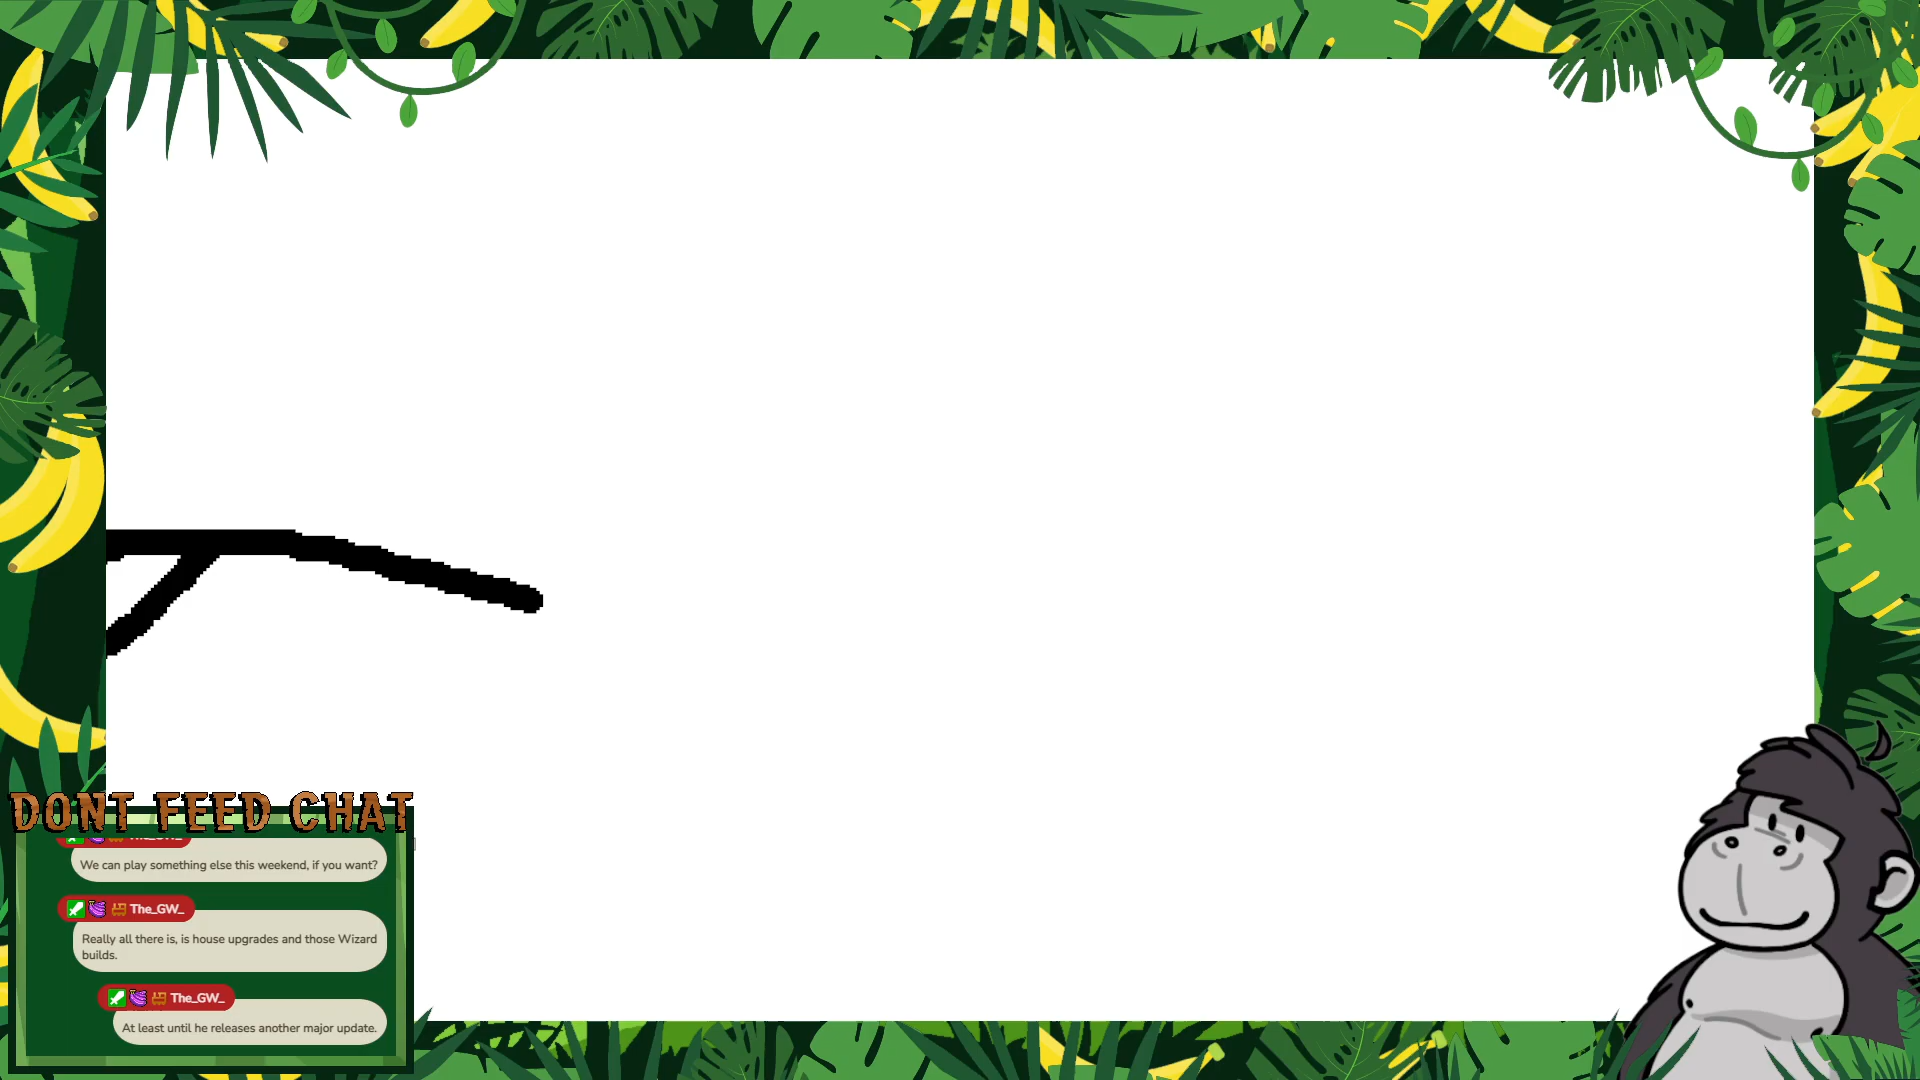 DONT FEED CHAT
We can play something else this weekend, if you want?
The_GW_
Really all there is, is house upgrades and those Wizard
builds.
The_GW_
At least until he releases another major update.